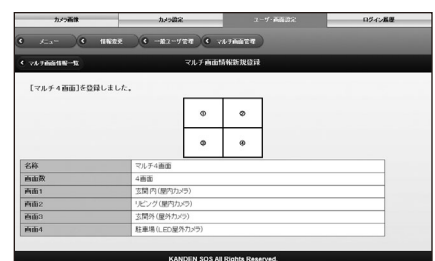 カメラ画像 カメラ設定 ユーザ・画面設定 ログイン履歴
メニュー 情報変更 一般ユーザ管理 マルチ画面管理
マルチ画面情報一覧 マルチ画面情報新規登録
[マルチ4画面]を登録しました。
① ②
③ ④
名称 マルチ4画面
画面数 4画面
画面1 玄関内(屋内カメラ)
画面2 リビング(屋内カメラ)
画面3 玄関外(屋外カメラ)
画面4 駐車場(LED屋外カメラ)
KANDEN SOS All Rights Reserved.